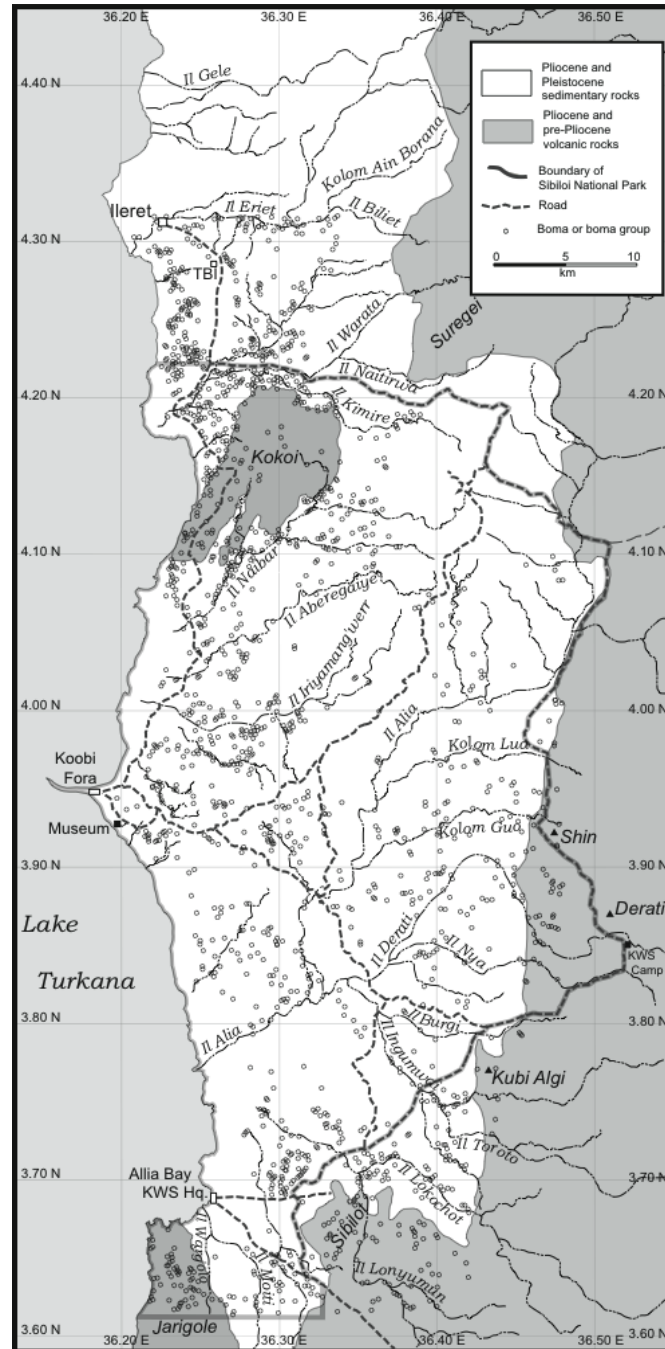 36.20 E
36.30 E
36.40 E
36.50 E
4.40 N
Il Gele
Pliocene and
Pleistocene
sedimentary rocks
Pliocene and
pre-Pliocene
volcanic rocks
Boundary of
Sibiloi National Park
Road
Boma or boma group
0 5 10
km
Kolom Ain Borana
Ileret
Il Eriet
Il Biliet
4.30 N
TBI
Suregei
Il Warata
Il Naitirwa
4.20 N
4.20 N
Il Kimire
Kokoi
4.10 N
4.10 N
Il Naibar
Il Aberegaiye
Il Iriyamang'werr
4.00 N
4.00 N
Il Alia
Kolom Lua
Koobi
Fora
Museum
Kolom Guo
Shin
3.90 N
3.90 N
Derati
Lake
Turkana
Il Derati
Il Nya
KWS
Camp
3.80 N
3.80 N
Il Alia
Il Burgi
Il Ingumwai
Kubi Algi
Il Toroto
3.70 N
3.70 N
Allia Bay
KWS Hq.
Il Lokochot
Sibilot
Il Moiti
Il Lonyumun
Jarigole
3.60 N
3.60 N
36.20 E
36.30 E
36.40 E
36.50 E